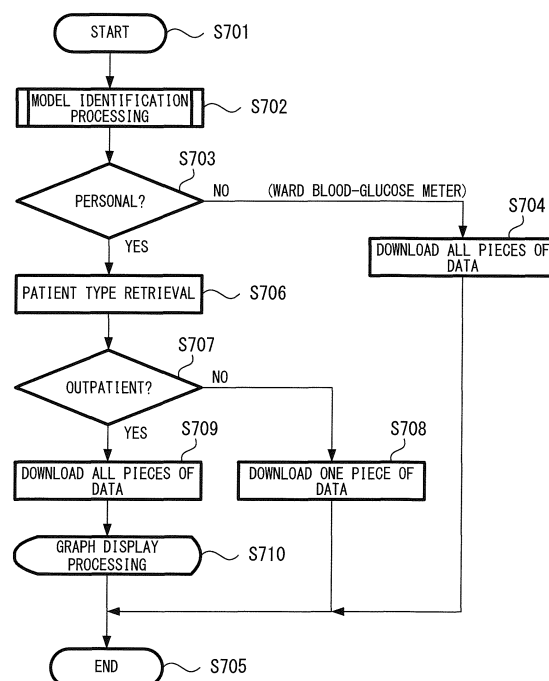 START
S701
MODEL IDENTIFICATION
PROCESSING
S702
S703
PERSONAL?
NO
(WARD BLOOD-GLUCOSE METER)
S704
YES
DOWNLOAD ALL PIECES OF
DATA
PATIENT TYPE RETRIEVAL
S706
S707
OUTPATIENT?
NO
YES
S709
S708
DOWNLOAD ALL PIECES OF
DATA
DOWNLOAD ONE PIECE OF
DATA
GRAPH DISPLAY
PROCESSING
S710
END
S705